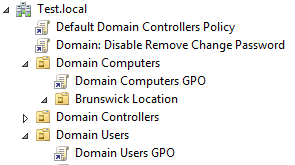 Test.local
Default Domain Controllers Policy
Domain: Disable Remove Change Password
Domain Computers
Domain Computers GPO
Brunswick Location
Domain Controllers
Domain Users
Domain Users GPO